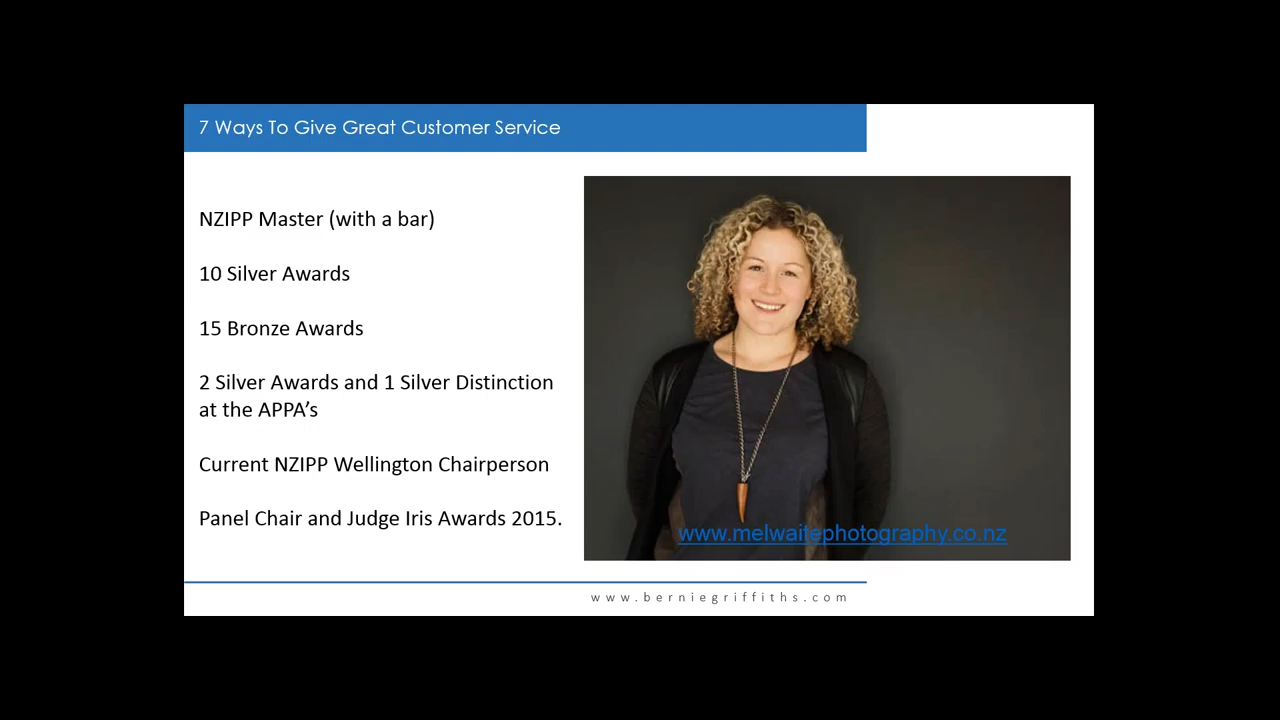 7 Ways To Give Great Customer Service
NZIPP Master (with a bar)
10 Silver Awards
15 Bronze Awards
2 Silver Awards and 1 Silver Distinction
at the APPA’s
Current NZIPP Wellington Chairperson
Panel Chair and Judge Iris Awards 2015.
www.melwaitephotography.co.nz
www.berniegriffiths.com